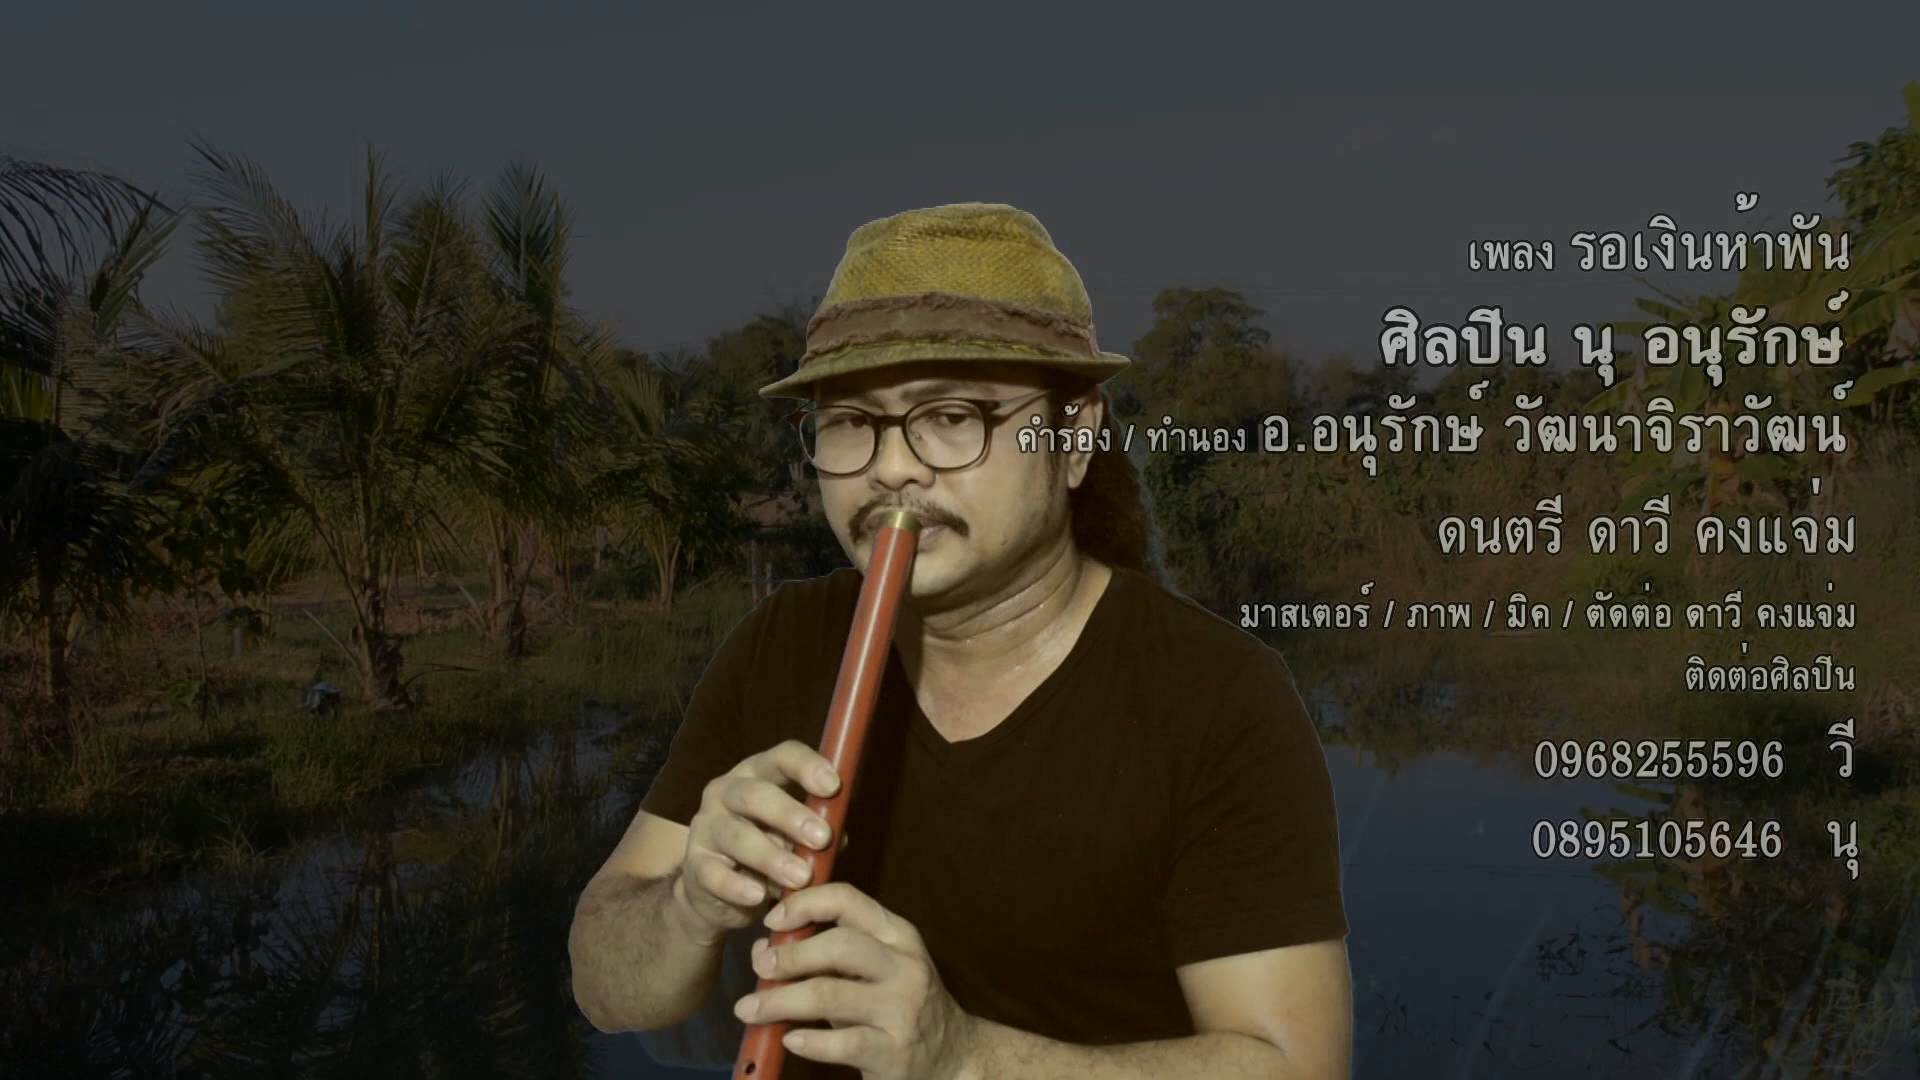 เพลง รอเงินห้าพัน
ศิลปีน นุ อนุรักษ์
คำร้อง / ทำนอง อ.อนุรักษ์ วัฒนาจิราวัฒน์
ดนตรี ดาวี คงแจ่ม
มาสเตอร์ / ภาพ / มิค / ตัดต่อ ดาวี คงแจ่ม
ติดต่อศิลปีน
0968255596 วี
0895105646 นุ